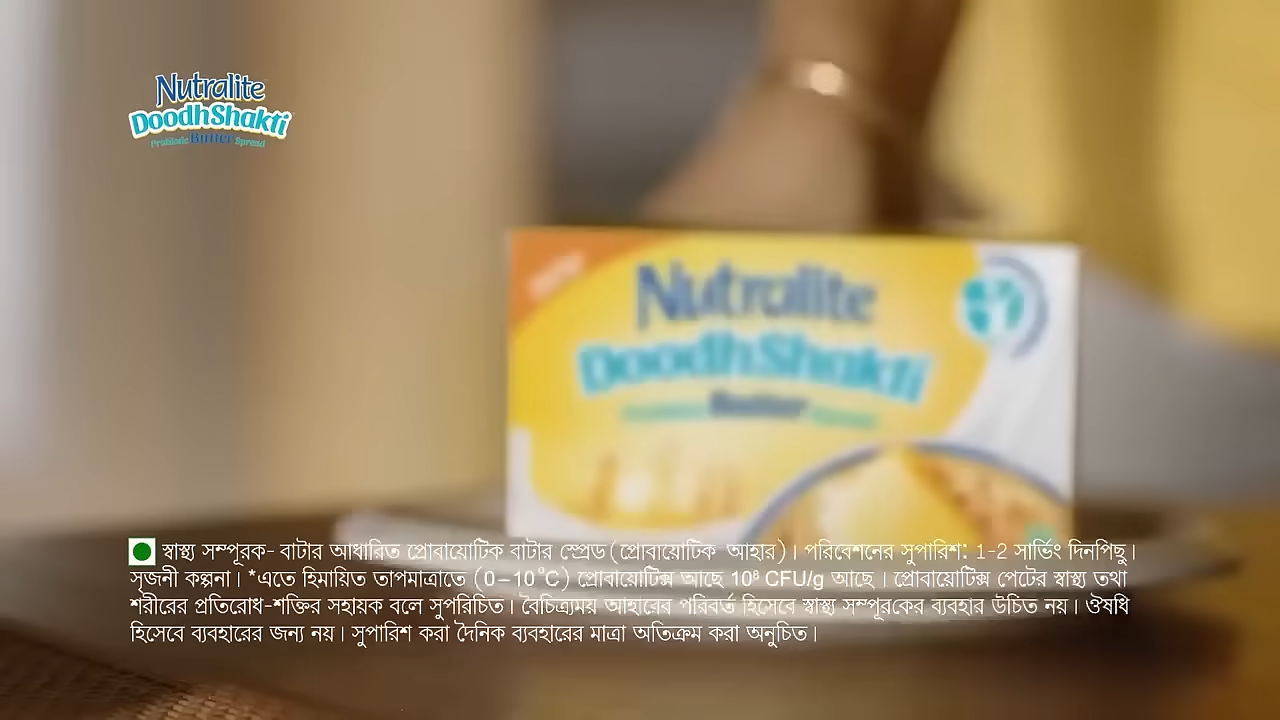 Nutralite
DoodhShakti
Probiotic Butter Spread
Nutralite
DoodhShakti
Butter
স্বাস্থ্য সম্পূরক- বাটার আধারিত প্রোবায়োটিক বাটার স্প্রেড (প্রোবায়োটিক আহার)। পরিবেশনের সুপারিশ: 1-2 সার্ভিং দিনপিছু।
সৃজনী কল্পনা। *এতে হিমায়িত তাপমাত্রাতে (0–10°C) প্রোবায়োটিক্স আছে 10⁸ CFU/g আছে। প্রোবায়োটিক্স পেটের স্বাস্থ্য তথা
শরীরের প্রতিরোধ-শক্তির সহায়ক বলে সুপরিচিত। বৈচিত্র্যময় আহারের পরিবর্ত হিসেবে স্বাস্থ্য সম্পূরকের ব্যবহার উচিত নয়। ঔষধি
হিসেবে ব্যবহারের জন্য নয়। সুপারিশ করা দৈনিক ব্যবহারের মাত্রা অতিক্রম করা অনুচিত।